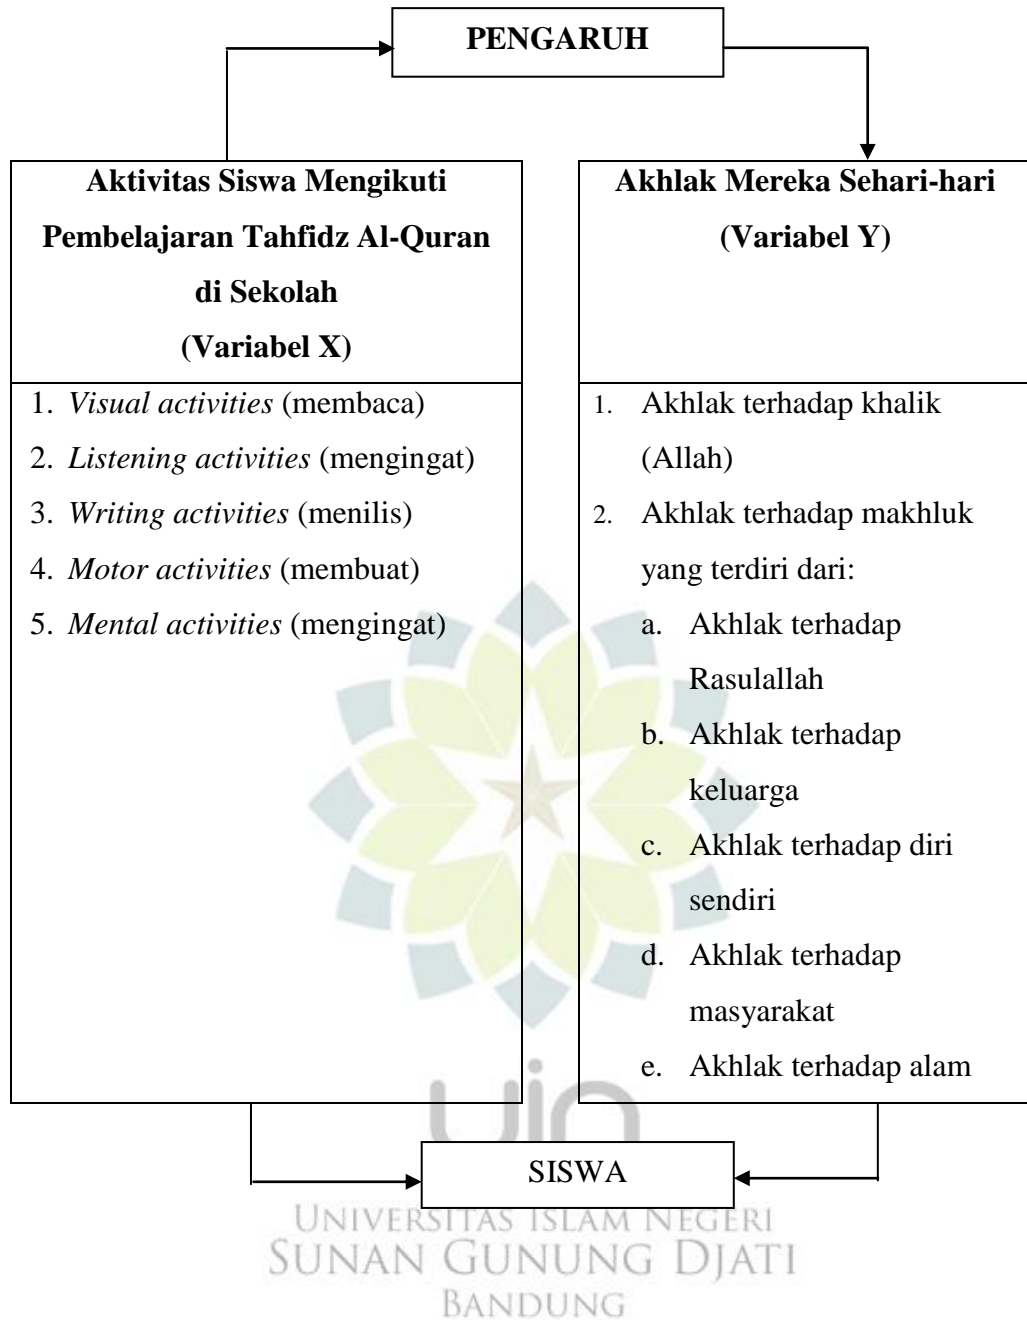 PENGARUH
Aktivitas Siswa Mengikuti
Pembelajaran Tahfidz Al-Quran
di Sekolah
(Variabel X)
1. Visual activities (membaca)
2. Listening activities (mengingat)
3. Writing activities (menilis)
4. Motor activities (membuat)
5. Mental activities (mengingat)
Akhlak Mereka Sehari-hari
(Variabel Y)
1. Akhlak terhadap khalik
(Allah)
2. Akhlak terhadap makhluk
yang terdiri dari:
a. Akhlak terhadap
Rasulallah
b. Akhlak terhadap
keluarga
c. Akhlak terhadap diri
sendiri
d. Akhlak terhadap
masyarakat
e. Akhlak terhadap alam
uin
SISWA
UNIVERSITAS ISLAM NEGERI
SUNAN GUNUNG DJATI
BANDUNG